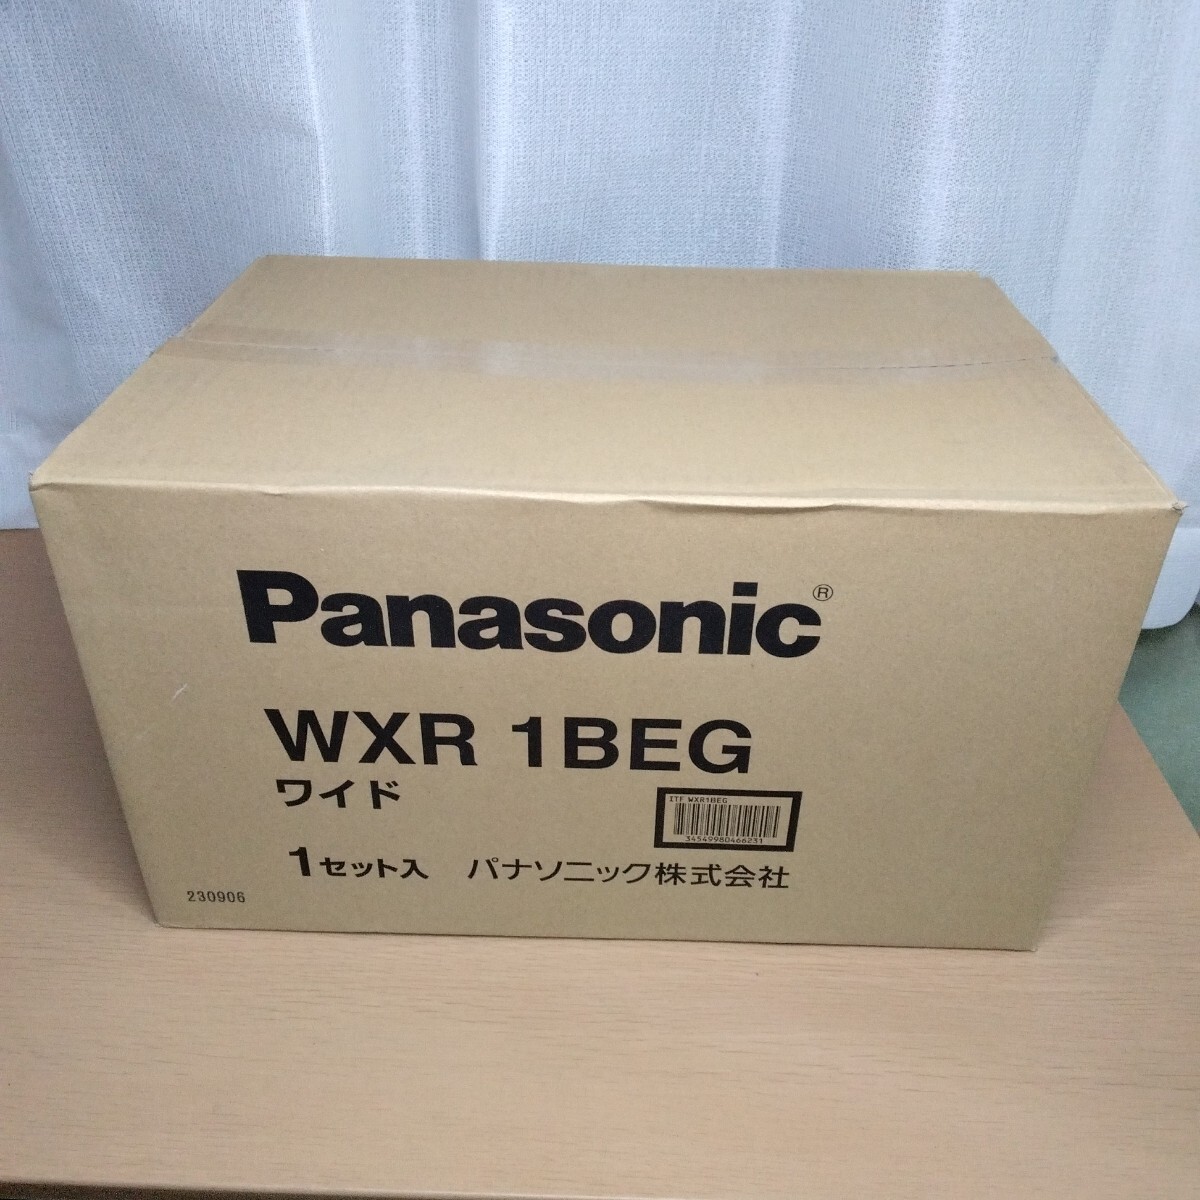 Panasonic®
WXR 1BEG
ワイド
ITF WXR1BEG
34549980466231
1セット入 パナソニック株式会社
230906